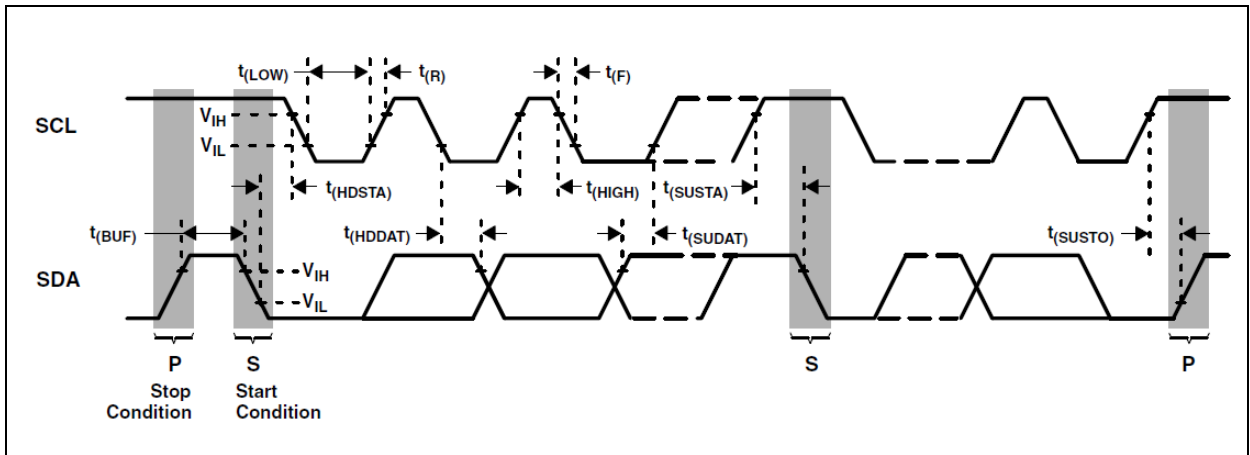 t(LOW)
t(R)
t(F)
SCL
VIH
VIL
t(HDSTA)
t(HIGH)
t(SUSTA)
t(BUF)
t(HDDAT)
t(SUDAT)
t(SUSTO)
SDA
VIH
VIL
P
S
S
P
Stop
Condition
Start
Condition